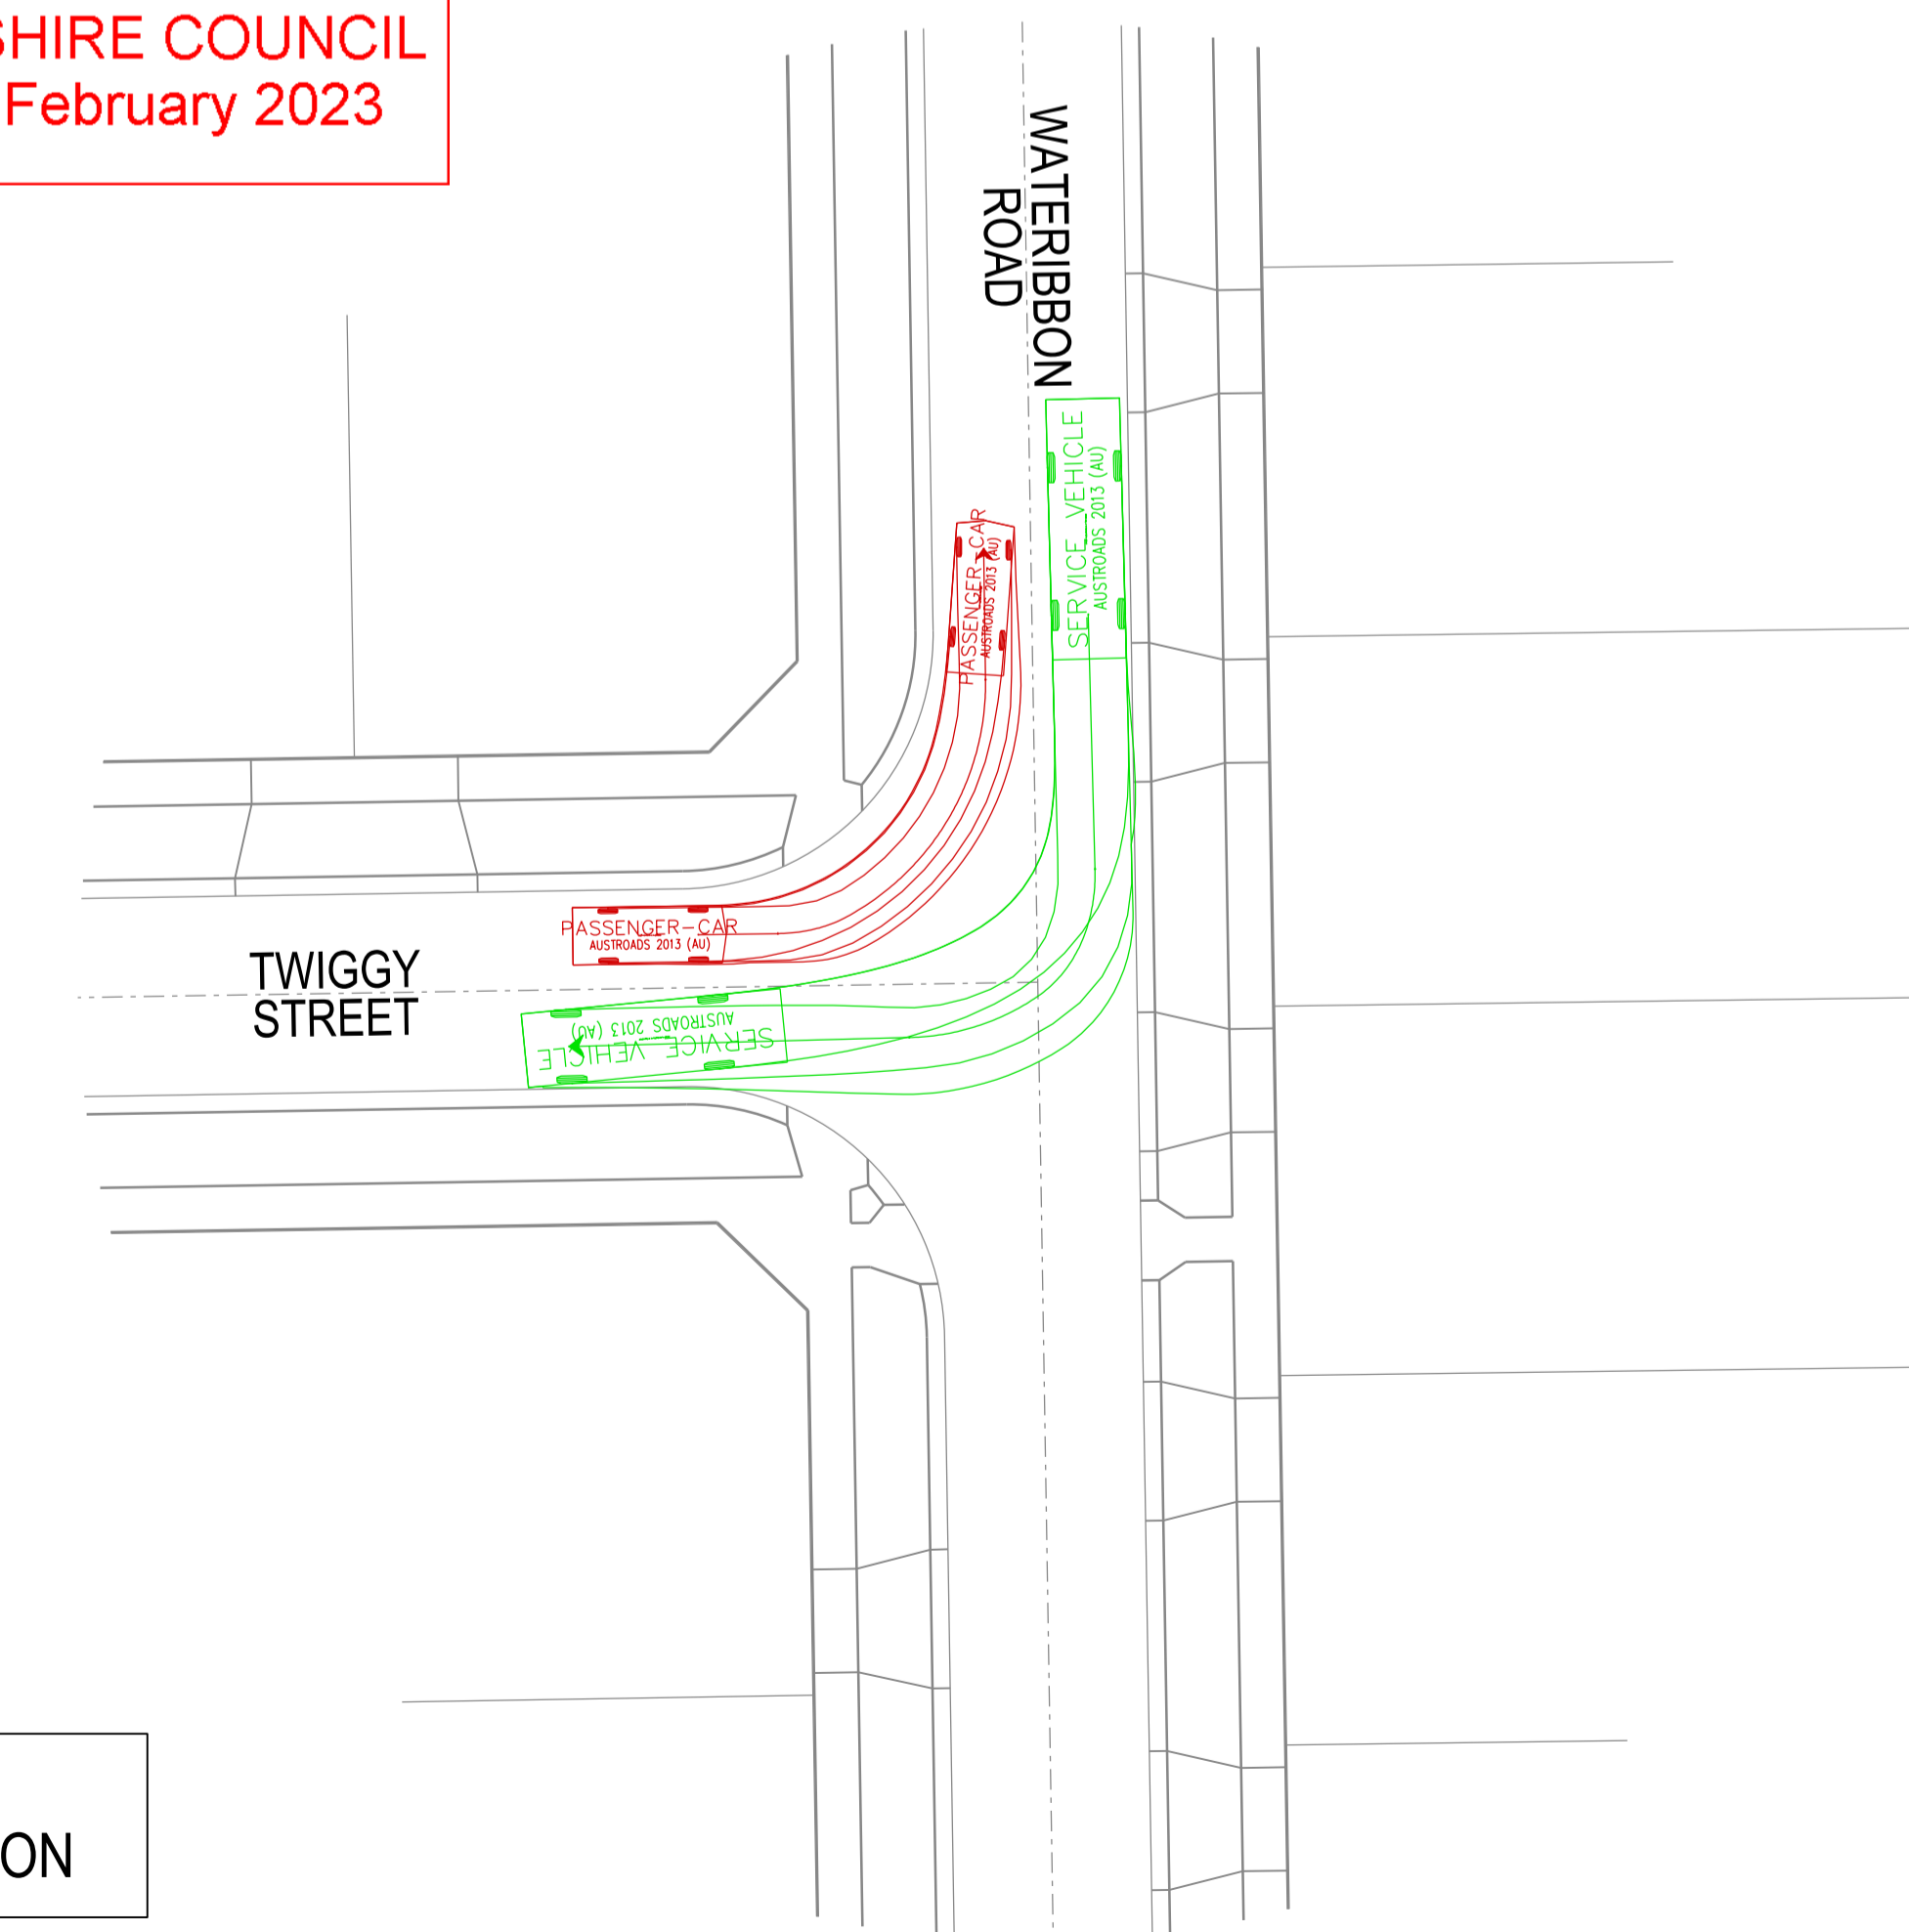 SHIRE COUNCIL
February 2023
WATERIBBON
ROAD
SERVICE_VEHICLE
AUSTROADS 2013 (AU)
PASSENGER-CAR
AUSTROADS 2013 (AU)
PASSENGER-CAR
AUSTROADS 2013 (AU)
TWIGGY
STREET
SERVICE_VEHICLE
AUSTROADS 2013 (AU)
ON